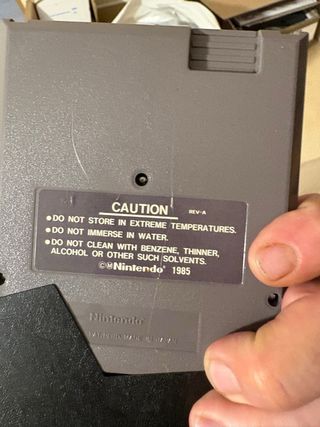 CAUTION REV-A
●DO NOT STORE IN EXTREME TEMPERATURES.
●DO NOT IMMERSE IN WATER.
●DO NOT CLEAN WITH BENZENE, THINNER,
ALCOHOL OR OTHER SUCH SOLVENTS.
©ⓂNintendo® 1985
Nintendo®